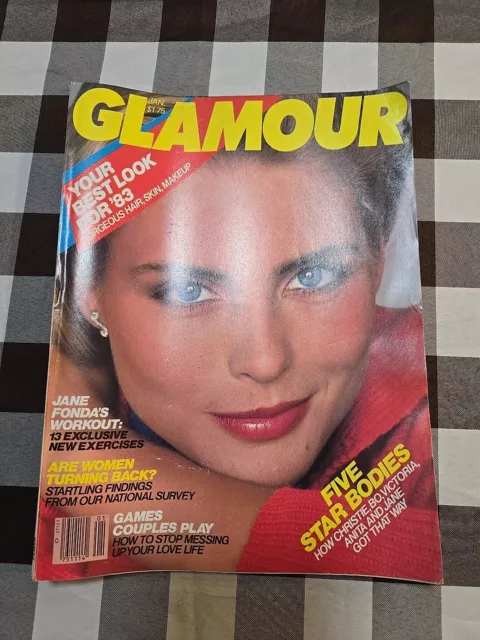 GLAMOUR
JAN.
$1.75
YOUR
BEST LOOK
FOR '83
GORGEOUS HAIR, SKIN, MAKEUP
JANE
FONDA'S
WORKOUT:
13 EXCLUSIVE
NEW EXERCISES
ARE WOMEN
TURNING BACK?
STARTLING FINDINGS
FROM OUR NATIONAL SURVEY
GAMES
COUPLES PLAY
HOW TO STOP MESSING
UP YOUR LOVE LIFE
FIVE
STAR BODIES
HOW CHRISTIE, BO, VICTORIA,
ANITA AND JANE
GOT THAT WAY
01